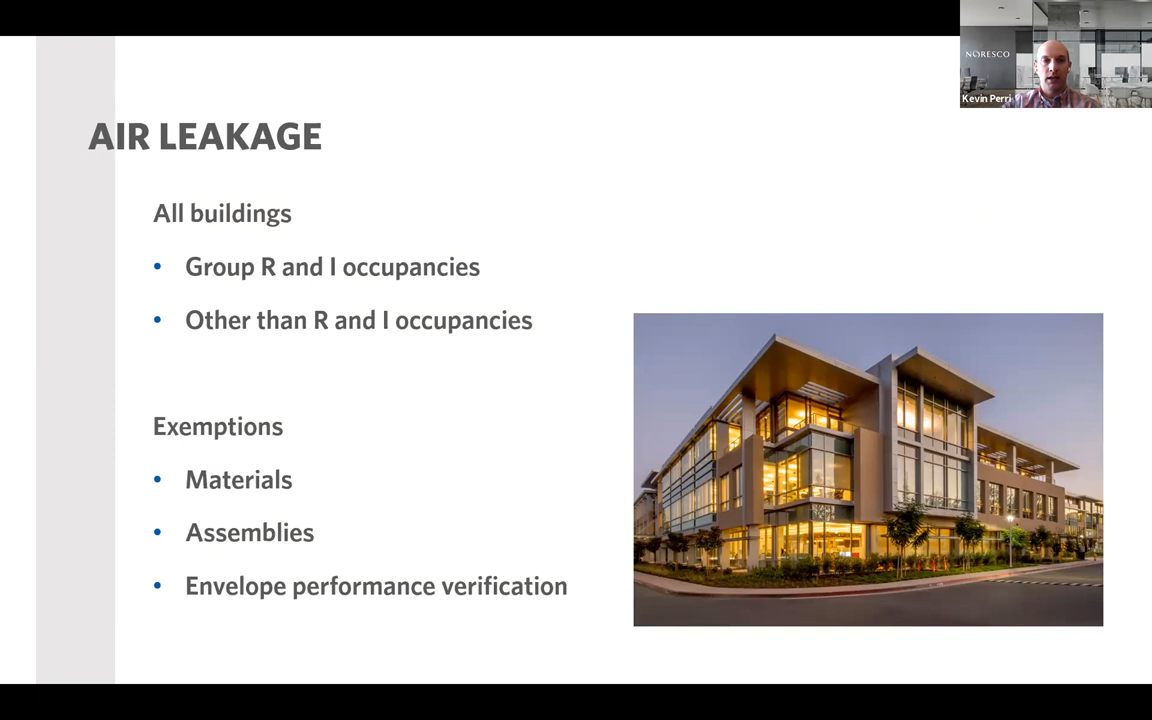 NORESCO
Kevin Perri
AIR LEAKAGE
All buildings
• Group R and I occupancies
• Other than R and I occupancies
Exemptions
• Materials
• Assemblies
• Envelope performance verification